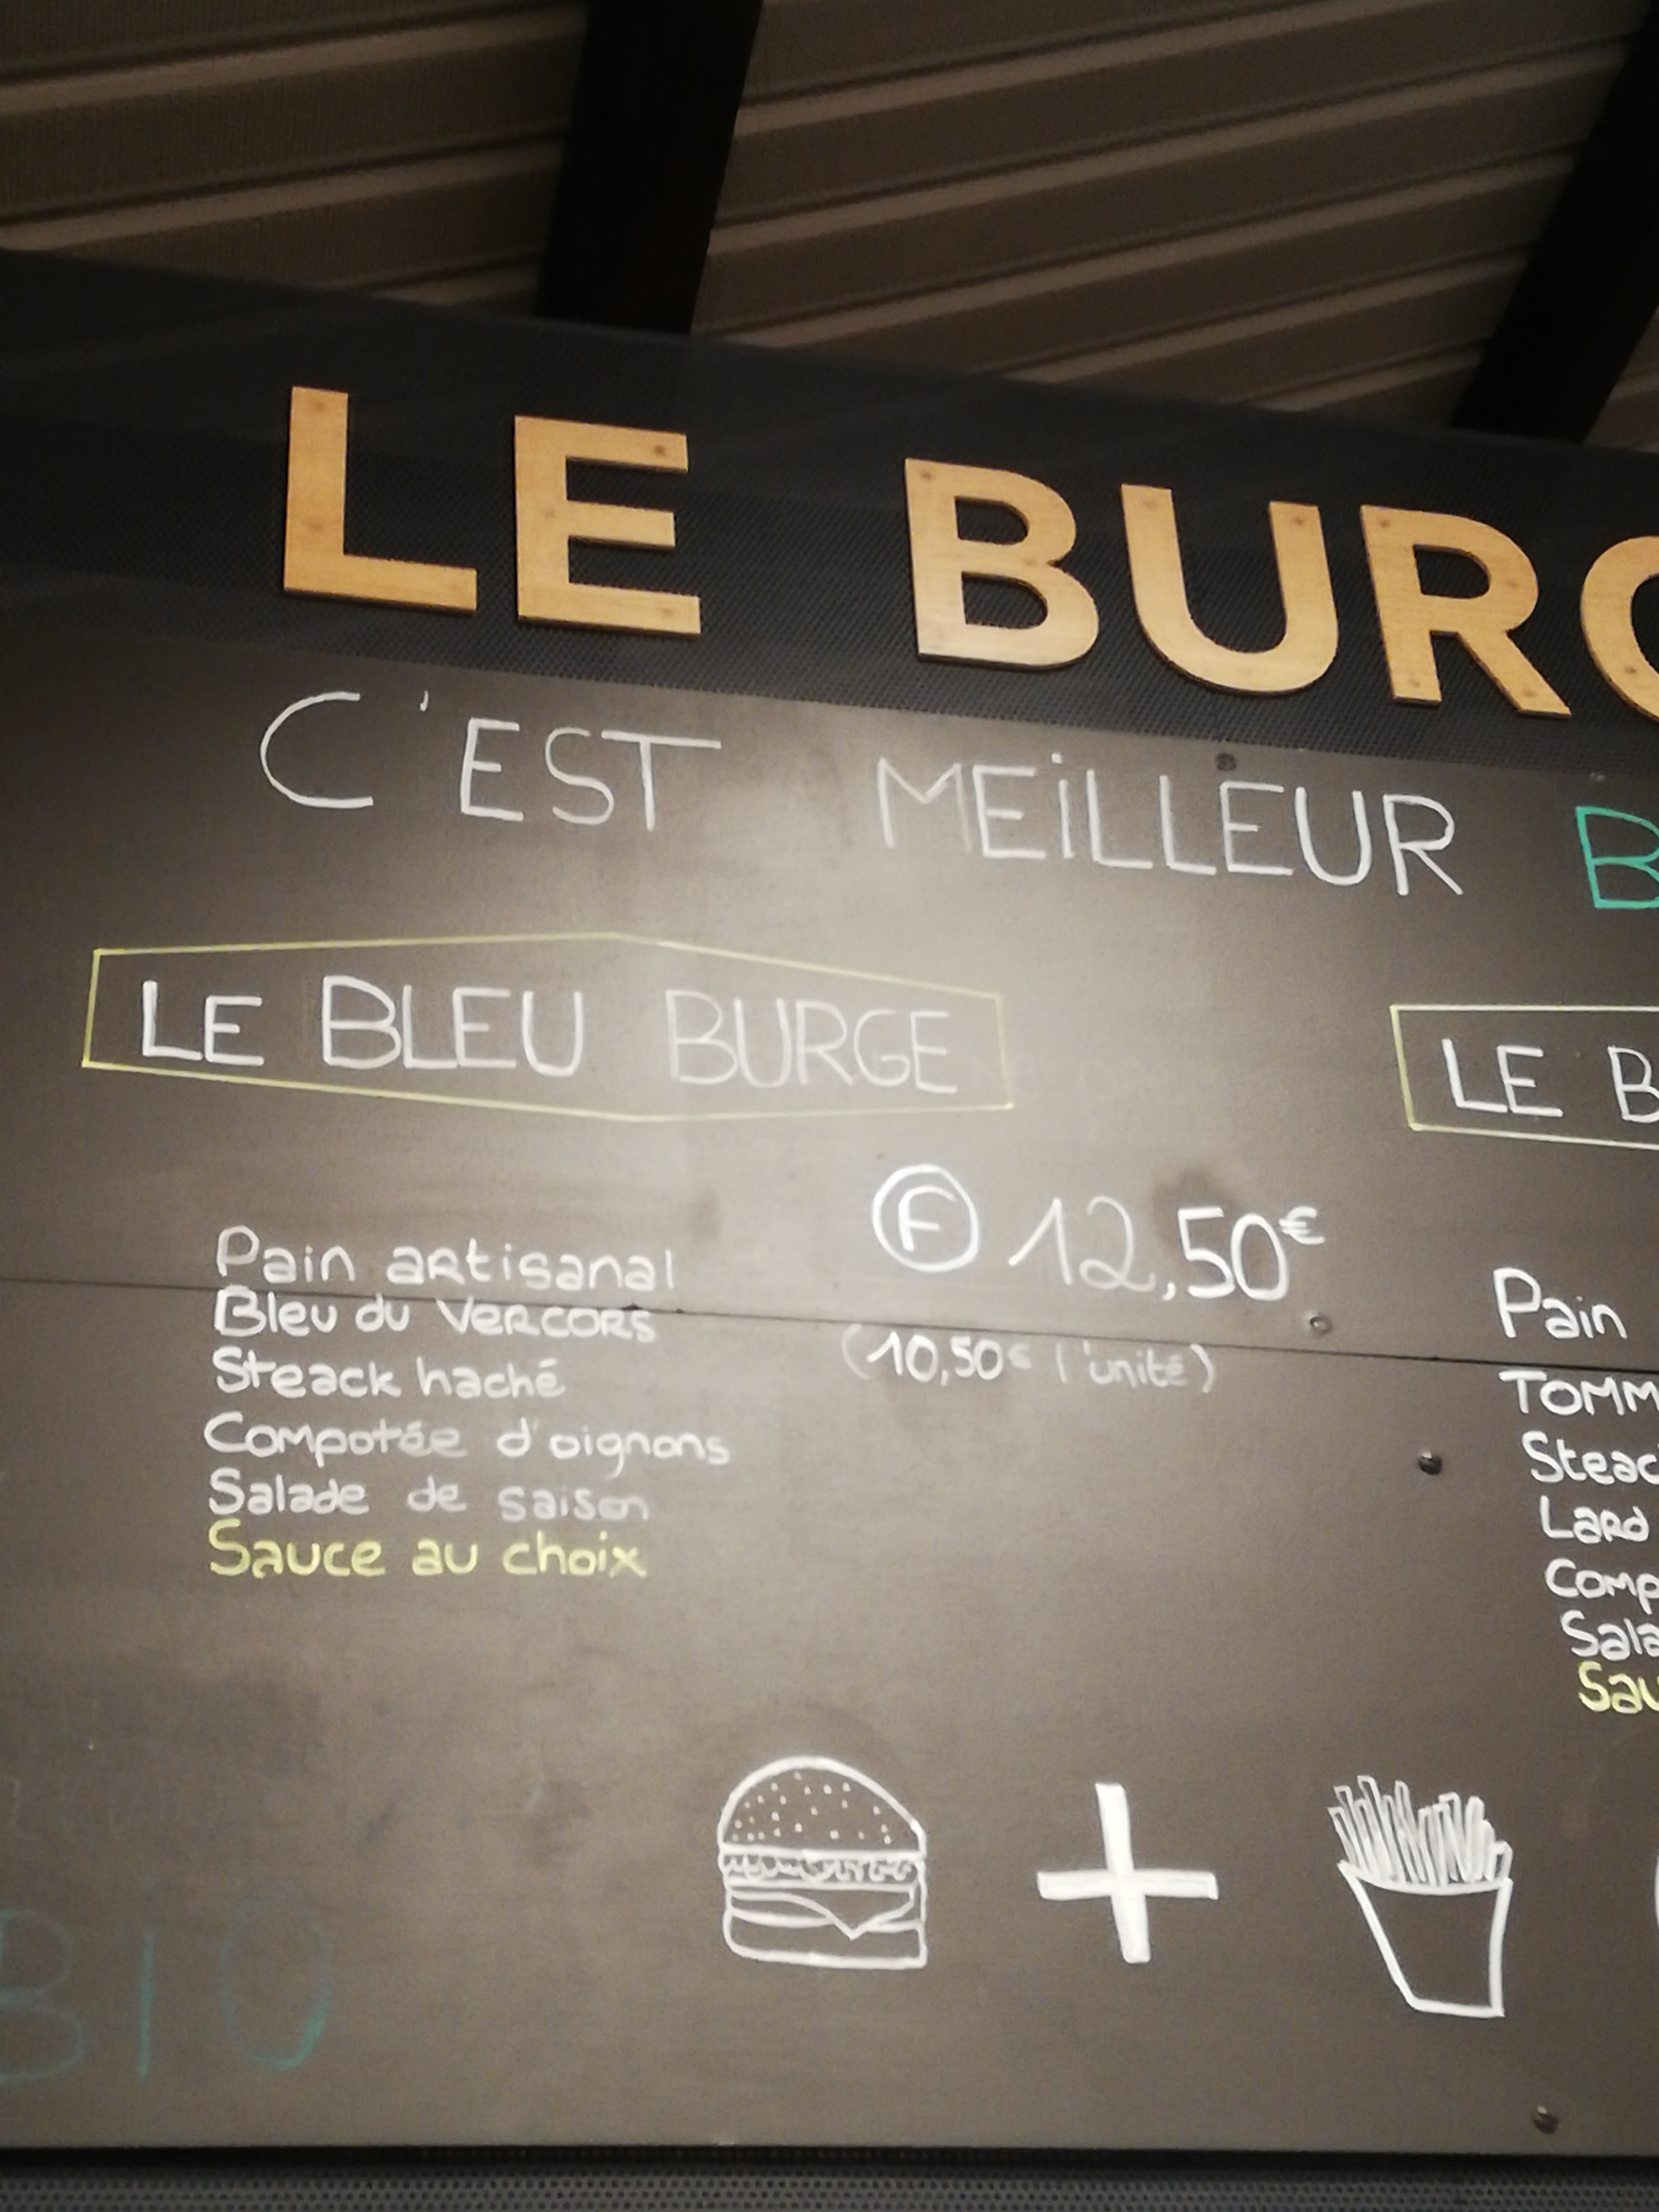 LE BURG
C'EST MEILLEUR B
LE BLEU BURGE
LE B
F 12,50€
(10,50€ l'unité)
Pain artisanal
Bleu du Vercors
Steack haché
Compotée d'oignons
Salade de saison
Sauce au choix
Pain
TOMM
Steac
Lard
Comp
Sala
Sau
+
BIO